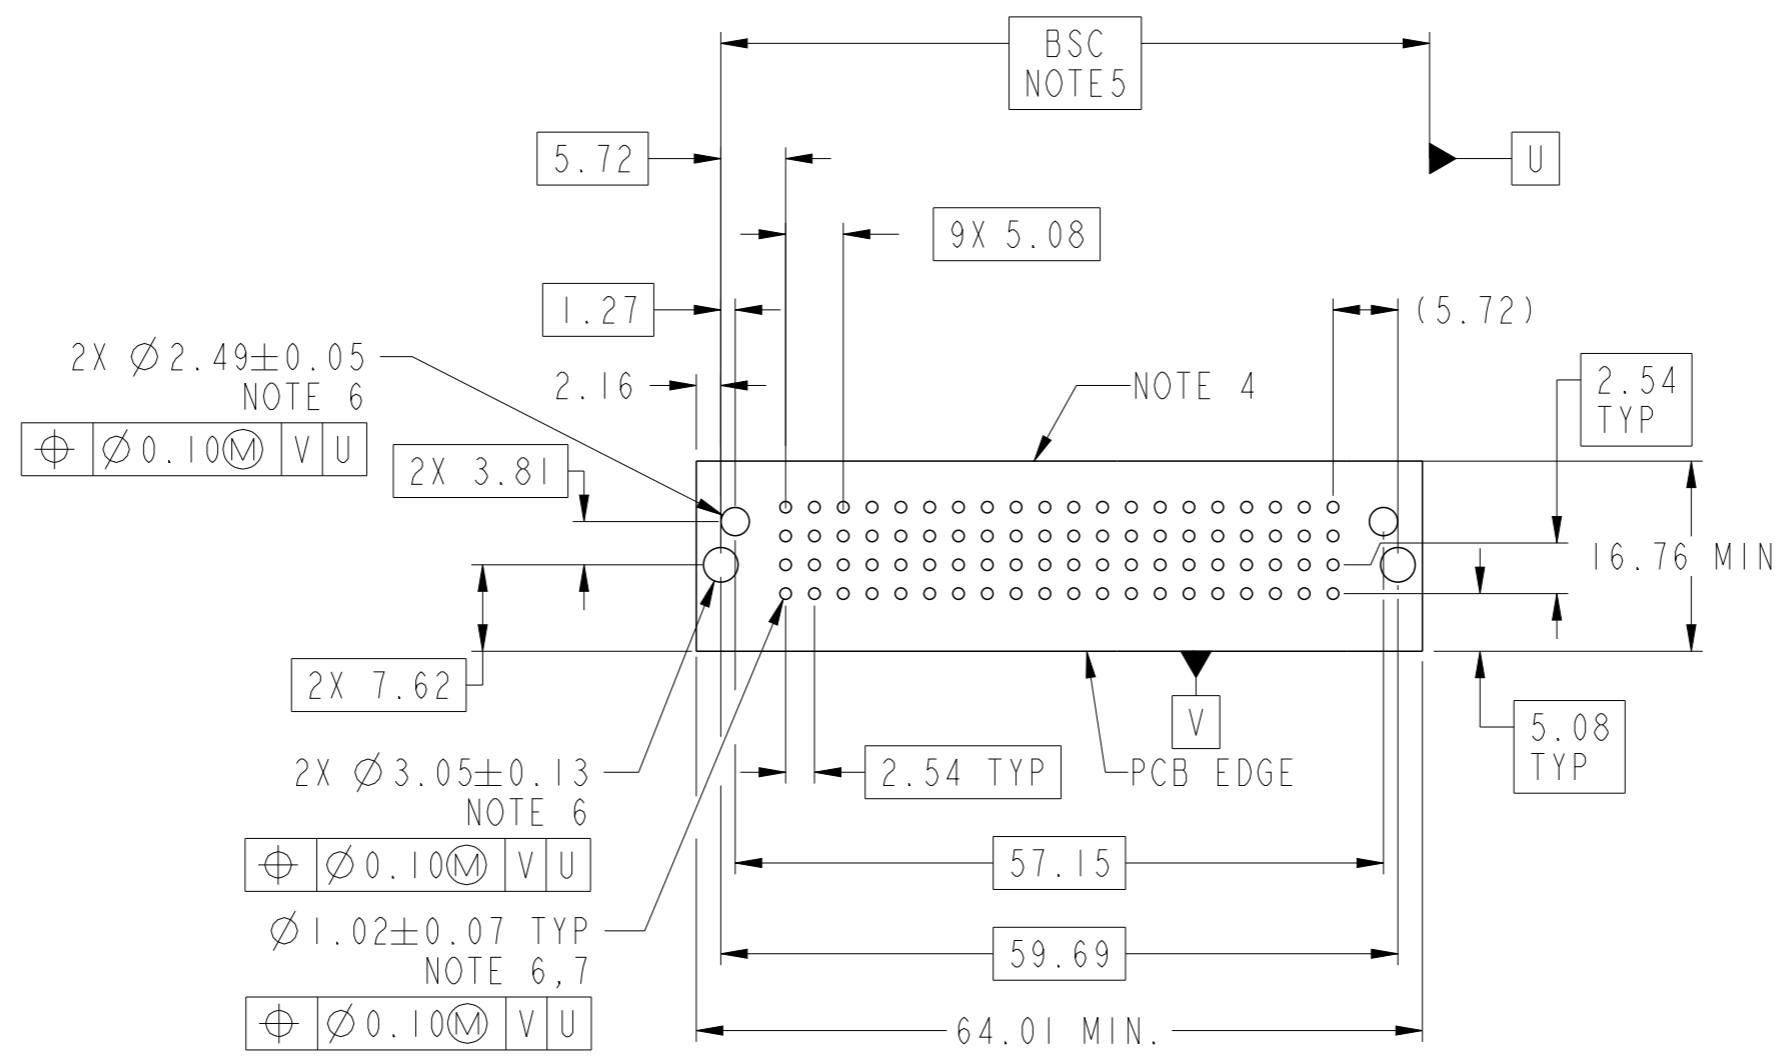 BSC
NOTE5
5.72
U
9X 5.08
1.27
(5.72)
2X Ø2.49±0.05
NOTE 6
2.16
NOTE 4
2.54
TYP
⌖ Ø0.10Ⓜ V U
2X 3.81
16.76 MIN
2X 7.62
V
5.08
TYP
2X Ø3.05±0.13
NOTE 6
2.54 TYP
PCB EDGE
⌖ Ø0.10Ⓜ V U
57.15
Ø1.02±0.07 TYP
NOTE 6,7
59.69
⌖ Ø0.10Ⓜ V U
64.01 MIN.